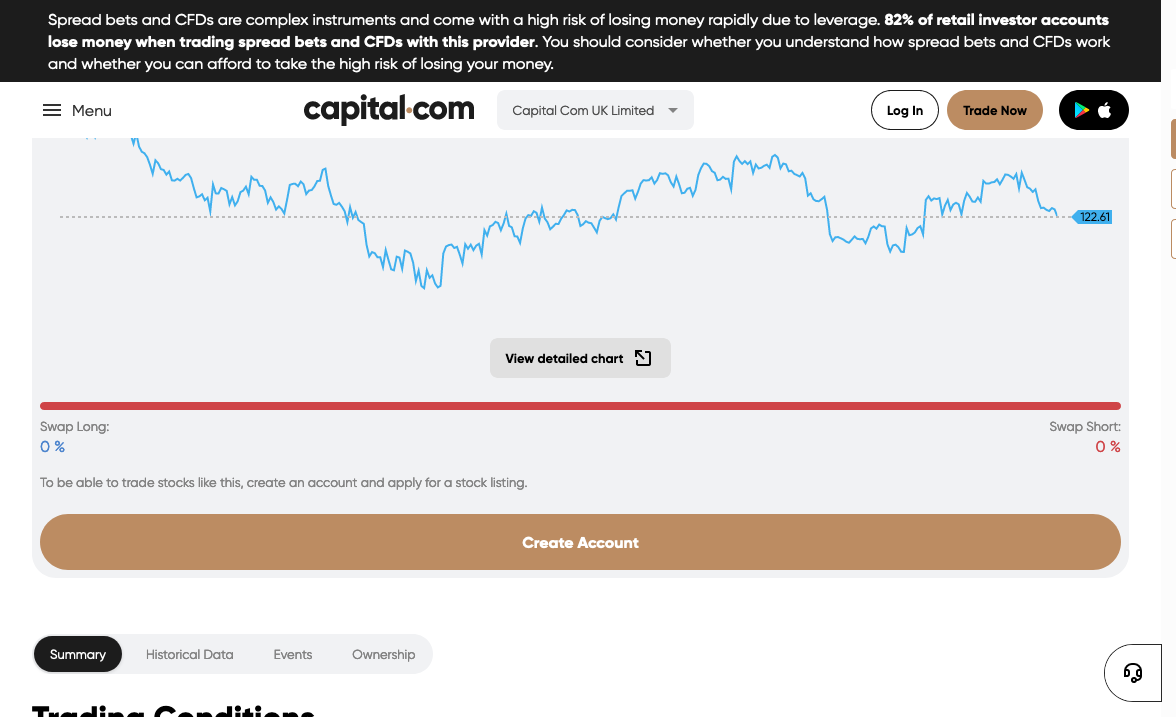 Spread bets and CFDs are complex instruments and come with a high risk of losing money rapidly due to leverage. 82% of retail investor accounts
lose money when trading spread bets and CFDs with this provider. You should consider whether you understand how spread bets and CFDs work
and whether you can afford to take the high risk of losing your money.
Menu
capital.com
Capital Com UK Limited
Log In
Trade Now
122.61
View detailed chart
Swap Long:
Swap Short:
0 %
0 %
To be able to trade stocks like this, create an account and apply for a stock listing.
Create Account
Summary
Historical Data
Events
Ownership
Trading Conditions